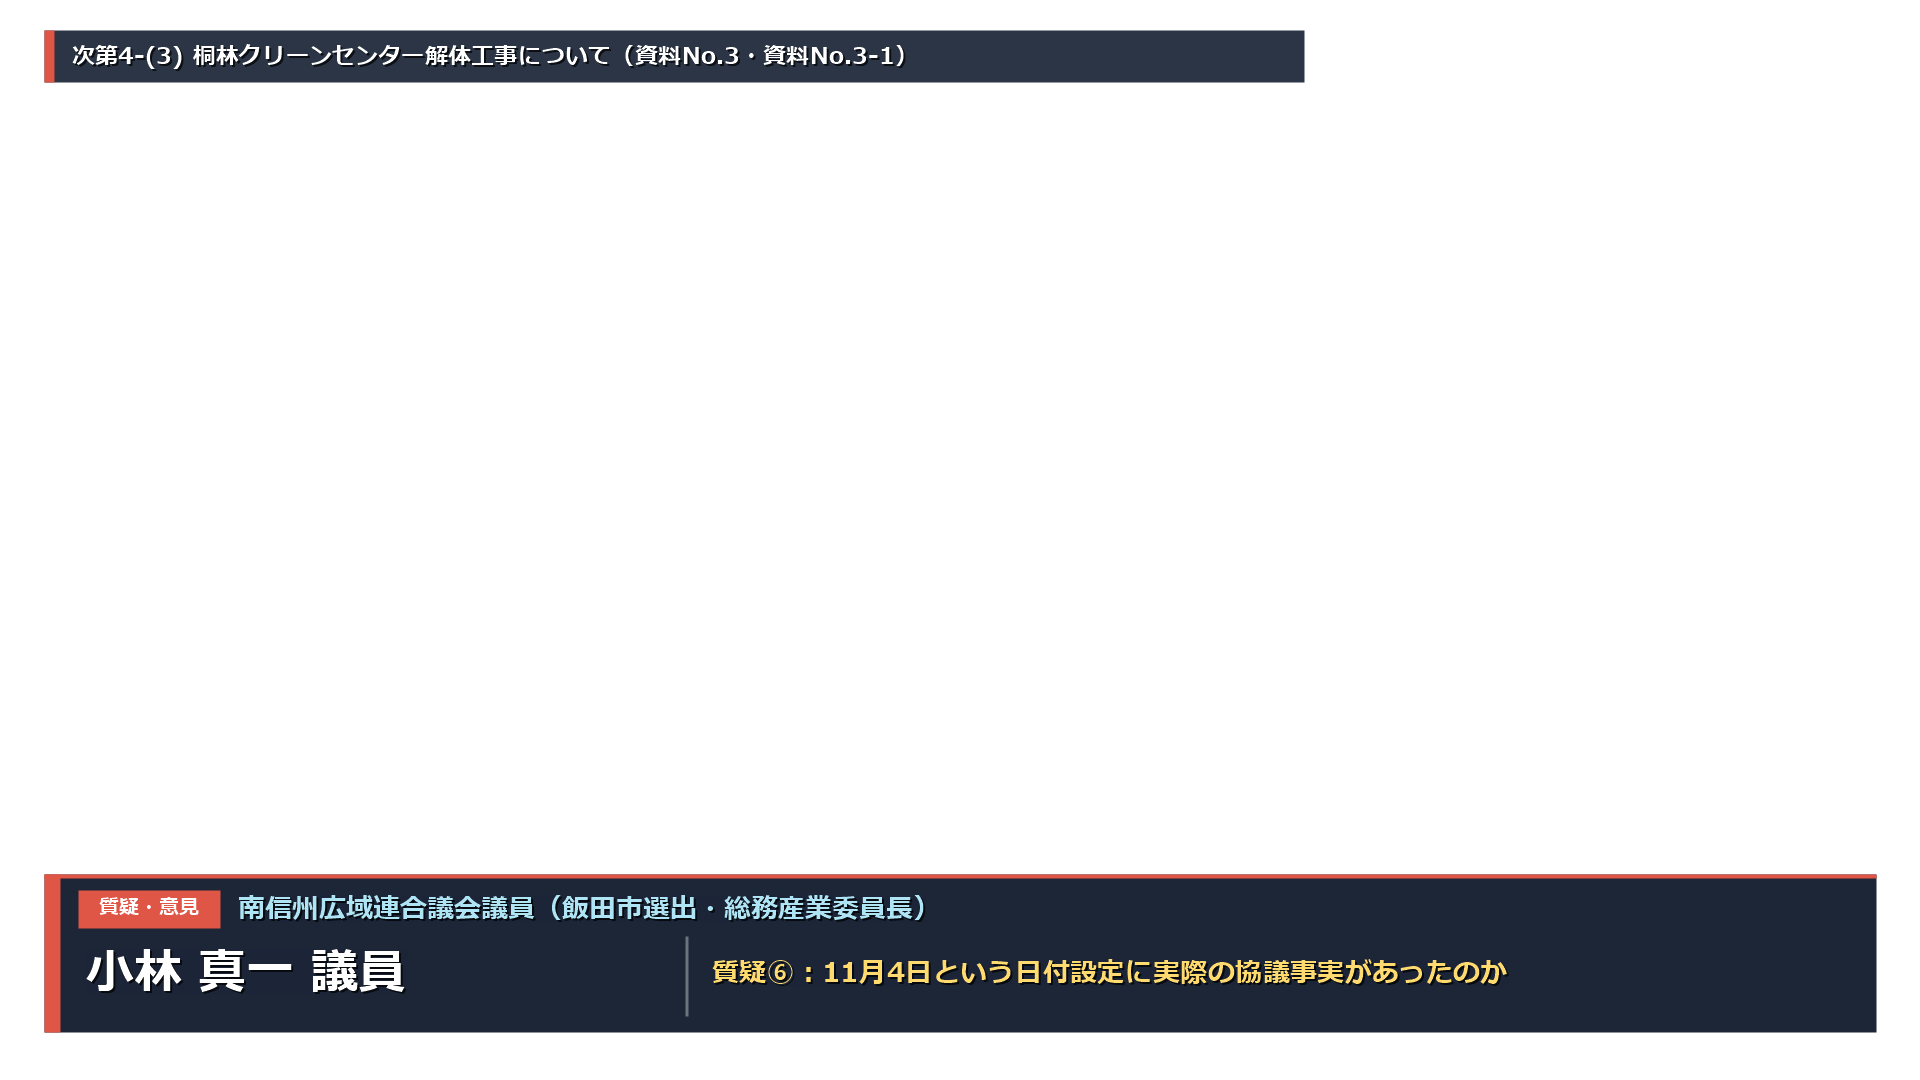 次第4-(3) 桐林クリーンセンター解体工事について（資料No.3・資料No.3-1）
質疑・意見
南信州広域連合議会議員（飯田市選出・総務産業委員長）
小林 真一 議員
質疑⑥：11月4日という日付設定に実際の協議事実があったのか